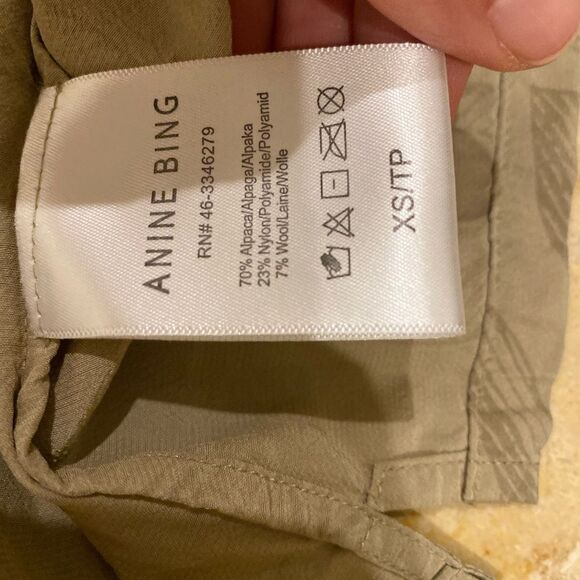 ANINE BING
RN# 46-3346279
70% Alpaca/Alpaga/Alpaka
23% Nylon/Polyamide/Polyamid
7% Wool/Laine/Wolle
XS/TP